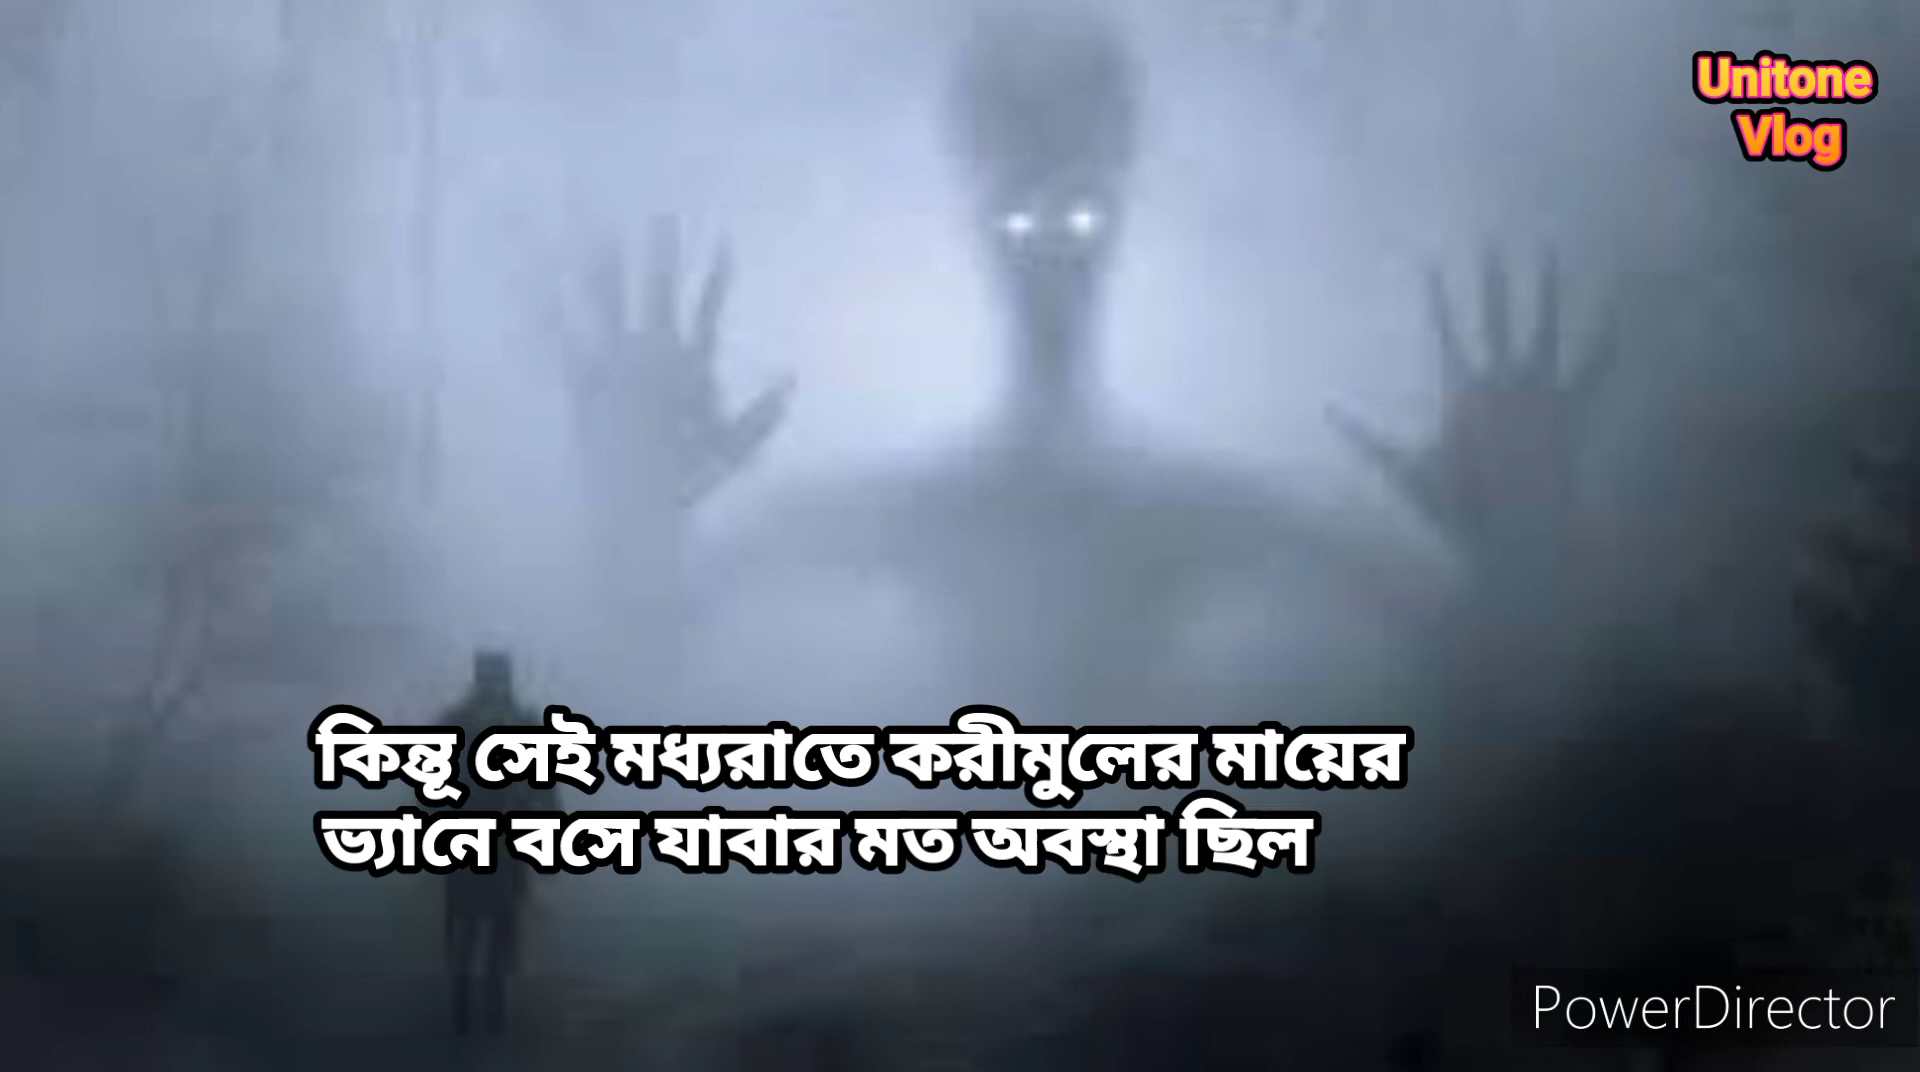 Unitone
Vlog
কিন্তূ সেই মধ্যরাতে করীমুলের মায়ের
ভ্যানে বসে যাবার মত অবস্থা ছিল
PowerDirector